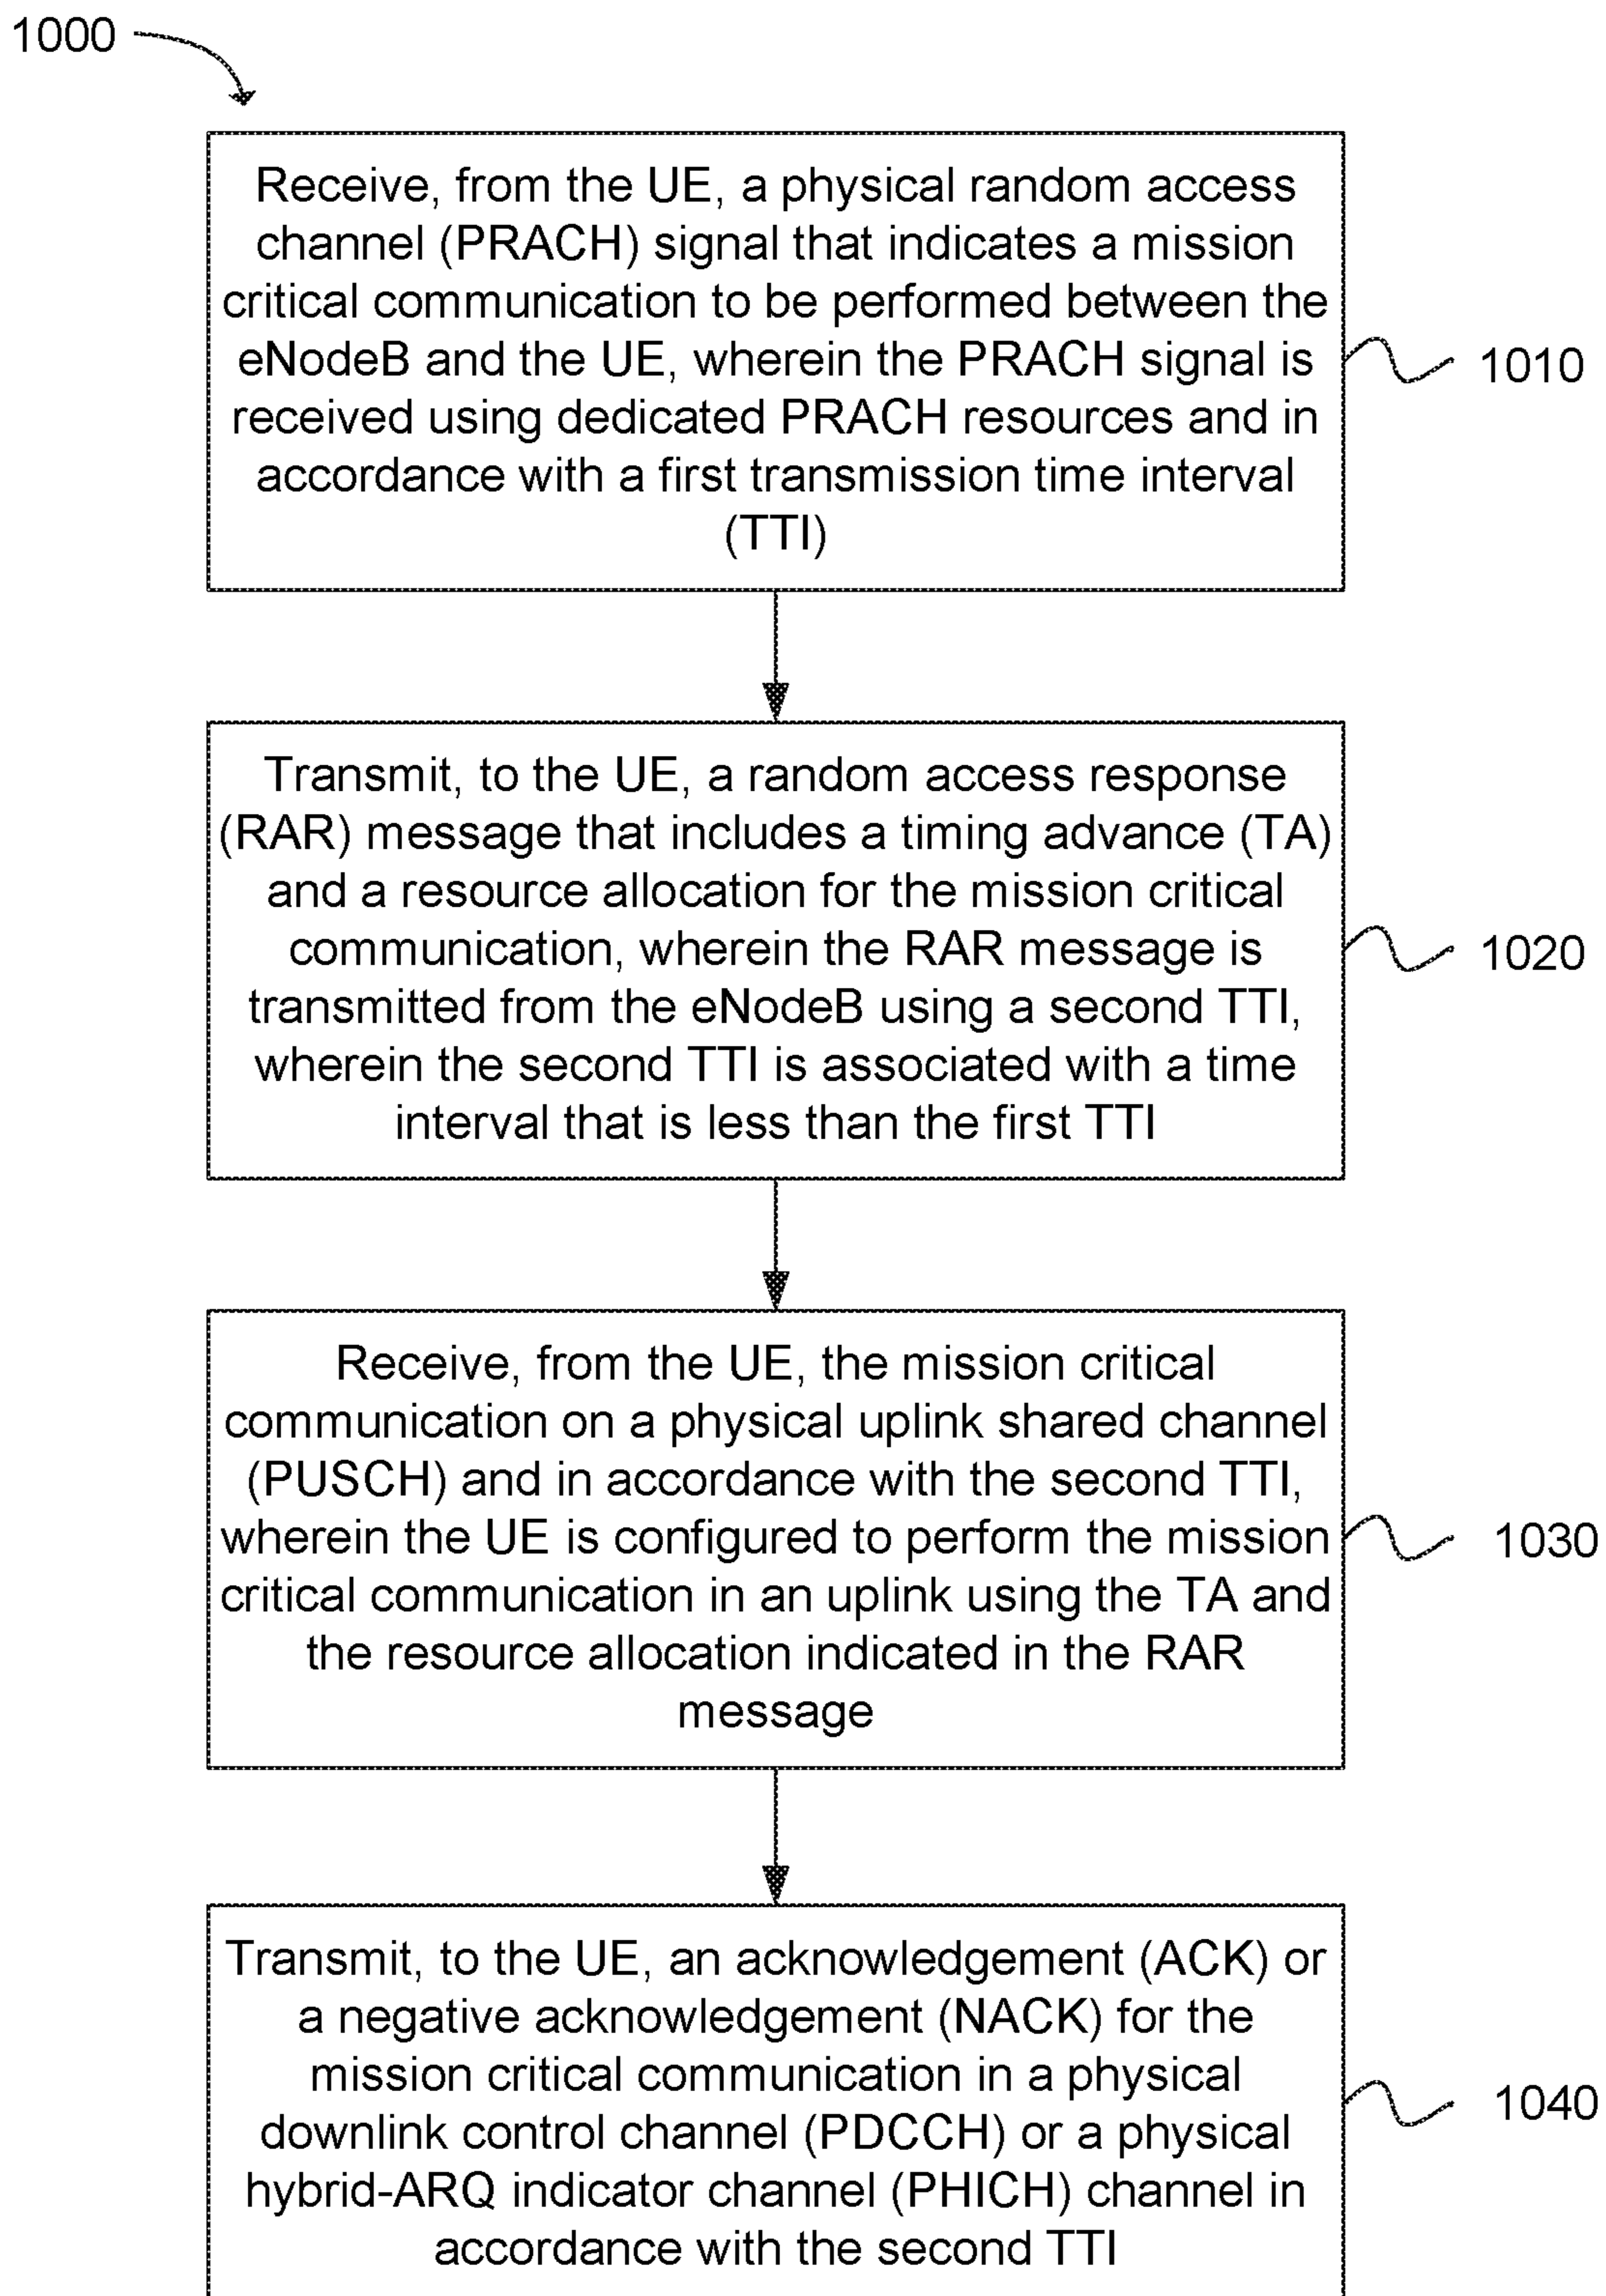 1000
Receive, from the UE, a physical random access
channel (PRACH) signal that indicates a mission
critical communication to be performed between the
eNodeB and the UE, wherein the PRACH signal is
received using dedicated PRACH resources and in
accordance with a first transmission time interval
(TTI)
1010
Transmit, to the UE, a random access response
(RAR) message that includes a timing advance (TA)
and a resource allocation for the mission critical
communication, wherein the RAR message is
transmitted from the eNodeB using a second TTI,
wherein the second TTI is associated with a time
interval that is less than the first TTI
1020
Receive, from the UE, the mission critical
communication on a physical uplink shared channel
(PUSCH) and in accordance with the second TTI,
wherein the UE is configured to perform the mission
critical communication in an uplink using the TA and
the resource allocation indicated in the RAR
message
1030
Transmit, to the UE, an acknowledgement (ACK) or
a negative acknowledgement (NACK) for the
mission critical communication in a physical
downlink control channel (PDCCH) or a physical
hybrid-ARQ indicator channel (PHICH) channel in
accordance with the second TTI
1040